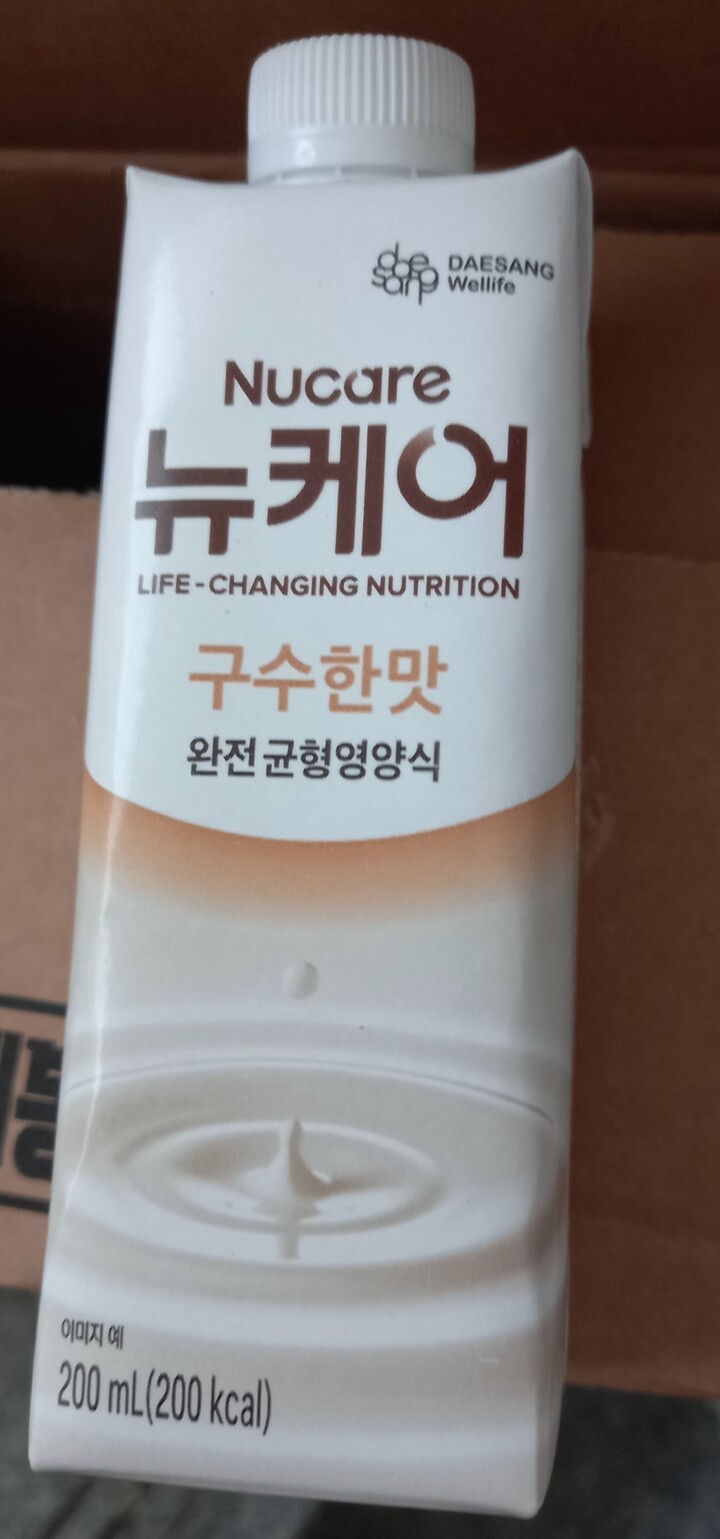 daesang
DAESANG
Wellife
Nucare
뉴케어
LIFE-CHANGING NUTRITION
구수한맛
완전균형영양식
이미지 예
200 mL(200 kcal)